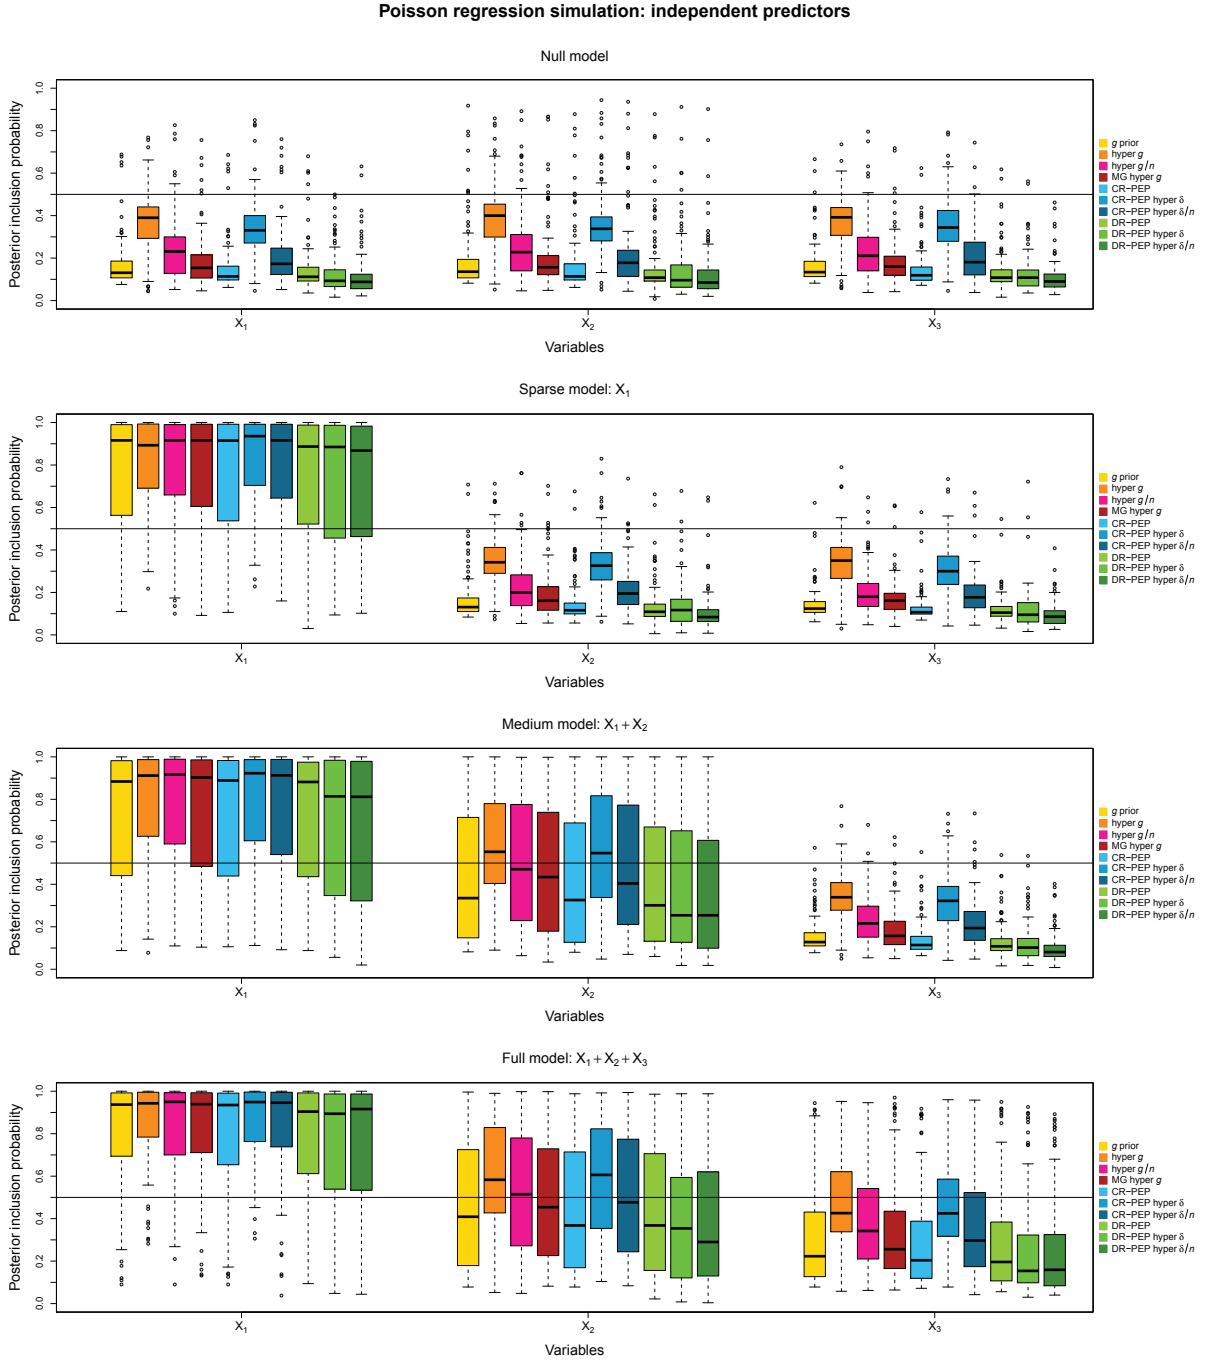 Poisson regression simulation: independent predictors
Null model
Posterior inclusion probability
0.0 0.2 0.4 0.6 0.8 1.0
X1 X2 X3
Variables
g prior
hyper g
hyper g/n
MG hyper g
CR−PEP
CR−PEP hyper δ
CR−PEP hyper δ/n
DR−PEP
DR−PEP hyper δ
DR−PEP hyper δ/n
Sparse model: X1
Posterior inclusion probability
0.0 0.2 0.4 0.6 0.8 1.0
X1 X2 X3
Variables
g prior
hyper g
hyper g/n
MG hyper g
CR−PEP
CR−PEP hyper δ
CR−PEP hyper δ/n
DR−PEP
DR−PEP hyper δ
DR−PEP hyper δ/n
Medium model: X1 + X2
Posterior inclusion probability
0.0 0.2 0.4 0.6 0.8 1.0
X1 X2 X3
Variables
g prior
hyper g
hyper g/n
MG hyper g
CR−PEP
CR−PEP hyper δ
CR−PEP hyper δ/n
DR−PEP
DR−PEP hyper δ
DR−PEP hyper δ/n
Full model: X1 + X2 + X3
Posterior inclusion probability
0.0 0.2 0.4 0.6 0.8 1.0
X1 X2 X3
Variables
g prior
hyper g
hyper g/n
MG hyper g
CR−PEP
CR−PEP hyper δ
CR−PEP hyper δ/n
DR−PEP
DR−PEP hyper δ
DR−PEP hyper δ/n